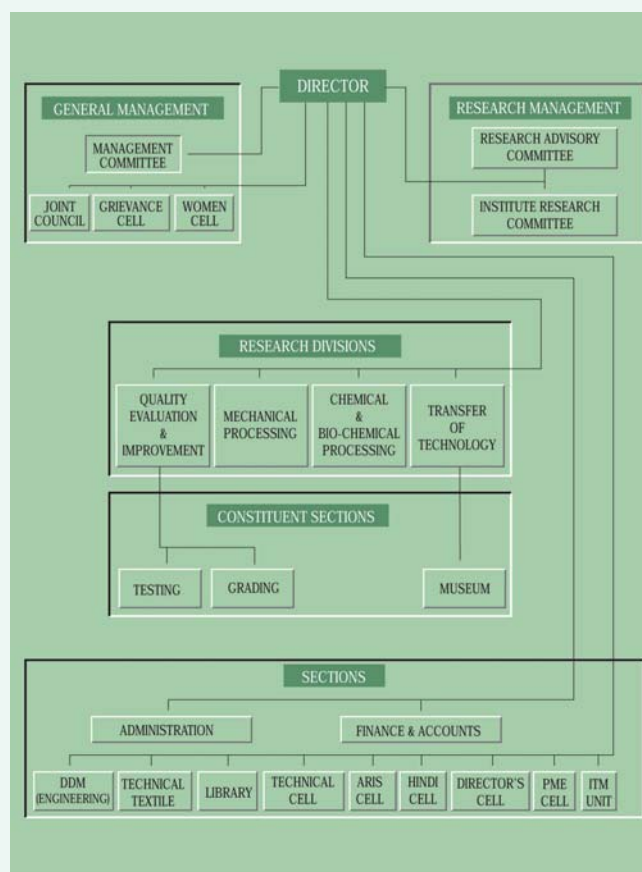 DIRECTOR
GENERAL MANAGEMENT
MANAGEMENT
COMMITTEE
JOINT
COUNCIL
GRIEVANCE
CELL
WOMEN
CELL
RESEARCH MANAGEMENT
RESEARCH ADVISORY
COMMITTEE
INSTITUTE RESEARCH
COMMITTEE
RESEARCH DIVISIONS
QUALITY
EVALUATION
&
IMPROVEMENT
MECHANICAL
PROCESSING
CHEMICAL
&
BIO-CHEMICAL
PROCESSING
TRANSFER
OF
TECHNOLOGY
CONSTITUENT SECTIONS
TESTING
GRADING
MUSEUM
SECTIONS
ADMINISTRATION
FINANCE & ACCOUNTS
DDM
(ENGINEERING)
TECHNICAL
TEXTILE
LIBRARY
TECHNICAL
CELL
ARIS
CELL
HINDI
CELL
DIRECTOR'S
CELL
PME
CELL
ITM
UNIT